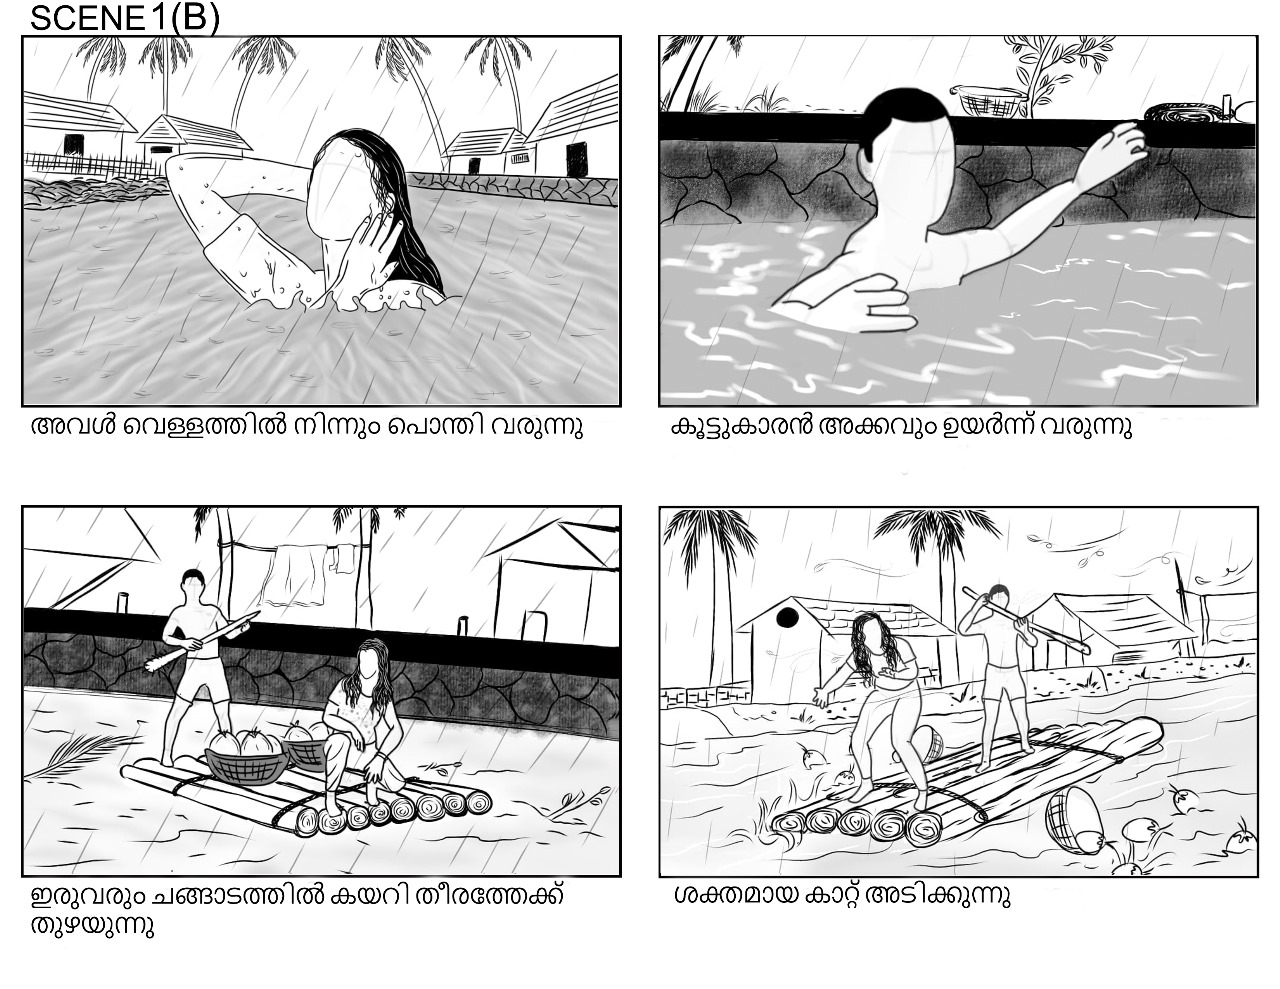 SCENE 1(B)
അവൾ വെള്ളത്തിൽ നിന്നും പൊന്തി വരുന്നു
കൂട്ടുകാരൻ അക്കവും ഉയർന്ന് വരുന്നു
ഇരുവരും ചങ്ങാടത്തിൽ കയറി തീരത്തേക്ക്
തുഴയുന്നു
ശക്തമായ കാറ്റ് അടിക്കുന്നു